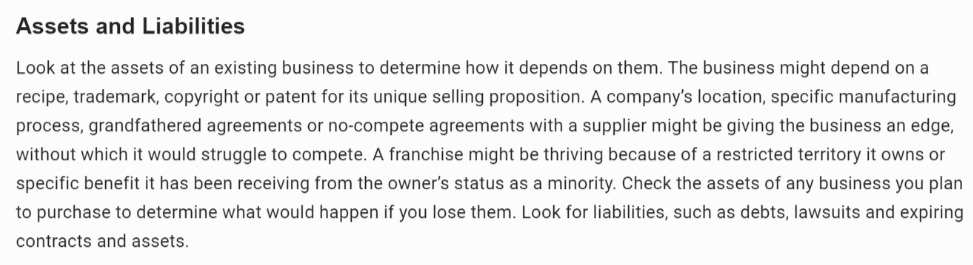 Assets and Liabilities
Look at the assets of an existing business to determine how it depends on them. The business might depend on a
recipe, trademark, copyright or patent for its unique selling proposition. A company's location, specific manufacturing
process, grandfathered agreements or no-compete agreements with a supplier might be giving the business an edge,
without which it would struggle to compete. A franchise might be thriving because of a restricted territory it owns or
specific benefit it has been receiving from the owner's status as a minority. Check the assets of any business you plan
to purchase to determine what would happen if you lose them. Look for liabilities, such as debts, lawsuits and expiring
contracts and assets.